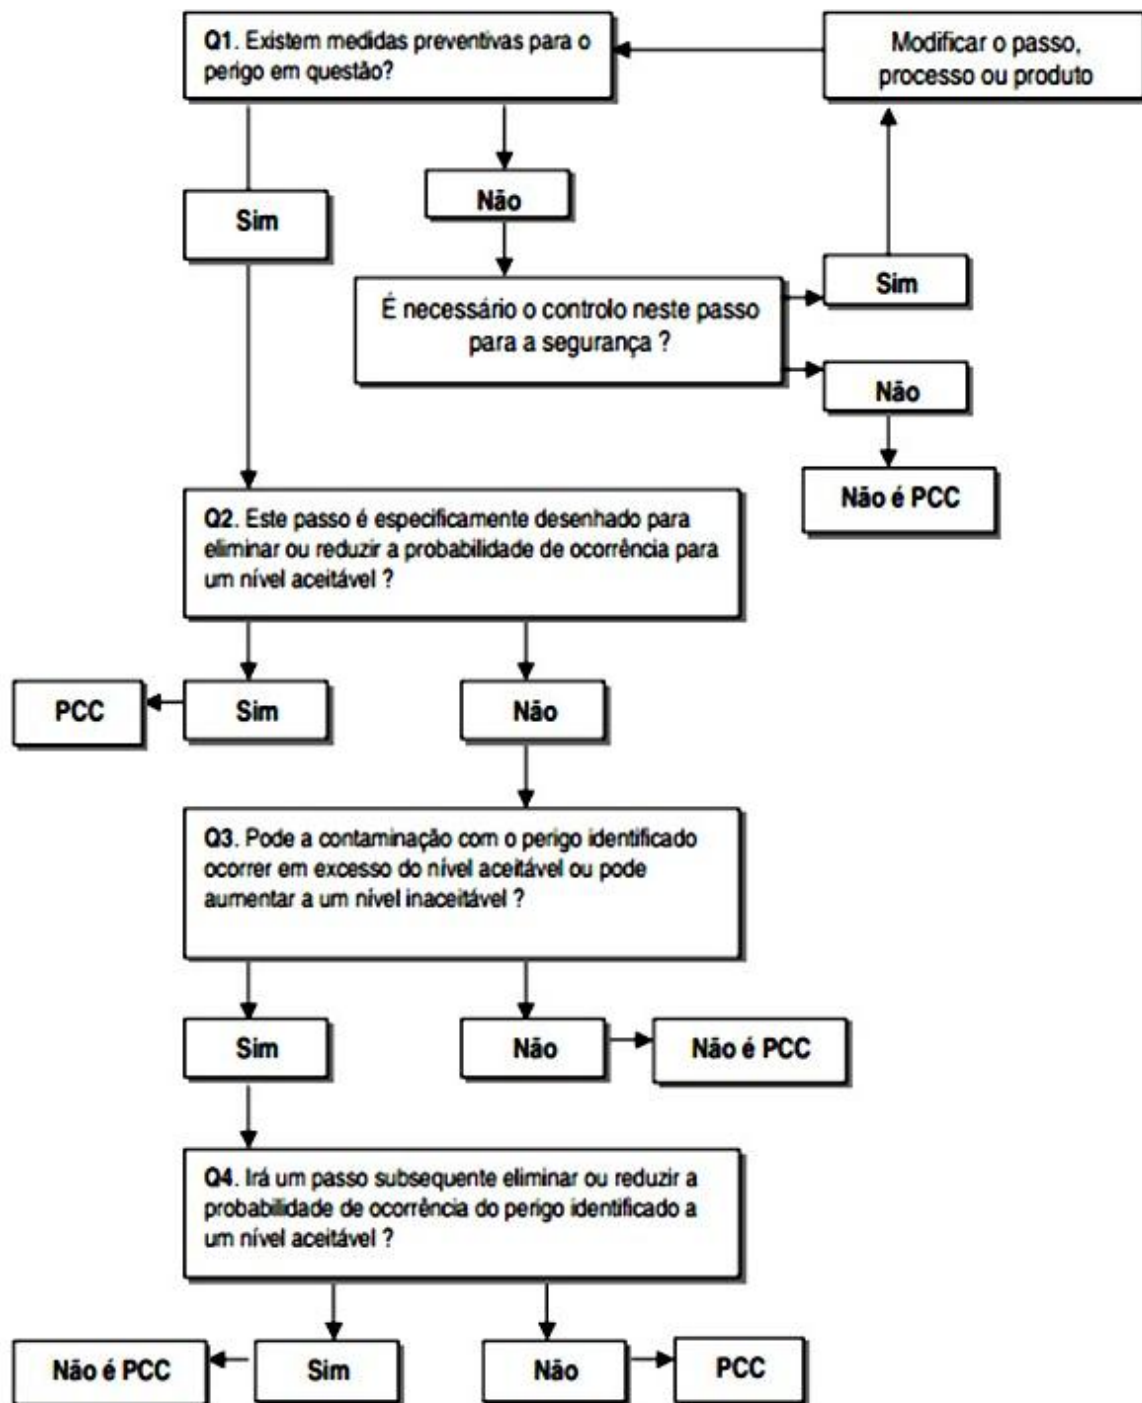 Q1. Existem medidas preventivas para o
perigo em questão?
Modificar o passo,
processo ou produto
Sim
Não
É necessário o controlo neste passo
para a segurança ?
Sim
Não
Não é PCC
Q2. Este passo é especificamente desenhado para
eliminar ou reduzir a probabilidade de ocorrência para
um nível aceitável ?
PCC
Sim
Não
Q3. Pode a contaminação com o perigo identificado
ocorrer em excesso do nível aceitável ou pode
aumentar a um nível inaceitável ?
Sim
Não
Não é PCC
Q4. Irá um passo subsequente eliminar ou reduzir a
probabilidade de ocorrência do perigo identificado a
um nível aceitável ?
Não é PCC
Sim
Não
PCC